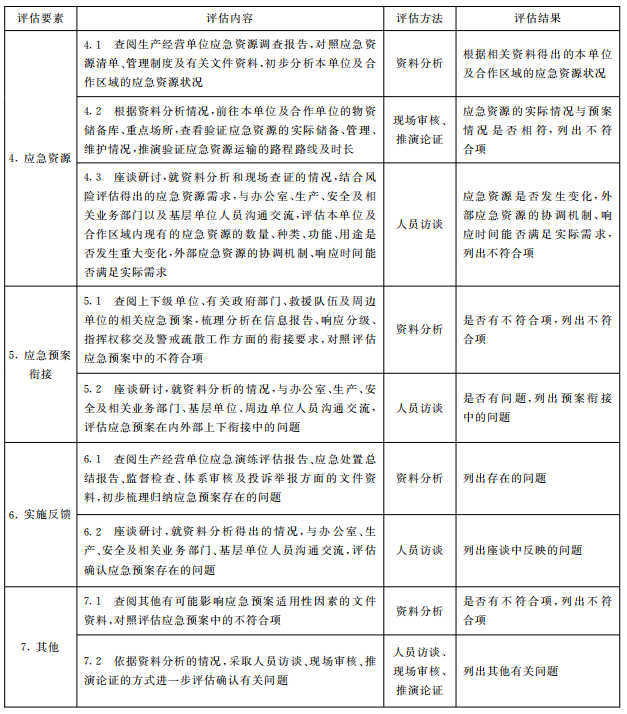 评估要素 评估内容 评估方法 评估结果
4. 应急资源
4.1 查阅生产经营单位应急资源调查报告,对照应急资
源清单、管理制度及有关文件资料,初步分析本单位及合
作区域的应急资源状况
资料分析
根据相关资料得出的本单位
及合作区域的应急资源状况
4.2 根据资料分析情况,前往本单位及合作单位的物资
储备库、重点场所,查看验证应急资源的实际储备、管理、
维护情况,推演验证应急资源运输的路程路线及时长
现场审核、
推演论证
应急资源的实际情况与预案
情况是否相符,列出不符
合项
4.3 座谈研讨,就资料分析和现场查证的情况,结合风
险评估得出的应急资源需求,与办公室、生产、安全及相
关业务部门以及基层单位人员沟通交流,评估本单位及
合作区域内现有的应急资源的数量、种类、功能、用途是
否发生重大变化,外部应急资源的协调机制、响应时间能
否满足实际需求
人员访谈
应急资源是否发生变化,外
部应急资源的协调机制、响
应时间能否满足实际需求,
列出不符合项
5. 应急预案
衔接
5.1 查阅上下级单位、有关政府部门、救援队伍及周边
单位的相关应急预案,梳理分析在信息报告、响应分级、
指挥权移交及警戒疏散工作方面的衔接要求,对照评估
应急预案中的不符合项
资料分析
是否有不符合项,列出不符
合项
5.2 座谈研讨,就资料分析的情况,与办公室、生产、安
全及相关业务部门、基层单位、周边单位人员沟通交流,
评估应急预案在内外部上下衔接中的问题
人员访谈
是否有问题,列出预案衔接
中的问题
6. 实施反馈
6.1 查阅生产经营单位应急演练评估报告、应急处置总
结报告、监督检查、体系审核及投诉举报方面的文件资
料,初步梳理归纳应急预案存在的问题
资料分析
列出存在的问题
6.2 座谈研讨,就资料分析得出的情况,与办公室、生
产、安全及相关业务部门、基层单位人员沟通交流,评估
确认应急预案存在的问题
人员访谈
列出座谈中反映的问题
7. 其他
7.1 查阅其他有可能影响应急预案适用性因素的文件
资料,对照评估应急预案中的不符合项
资料分析
是否有不符合项,列出不符
合项
7.2 依据资料分析的情况,采取人员访谈、现场审核、推
演论证的方式进一步评估确认有关问题
人员访谈、
现场审核、
推演论证
列出其他有关问题